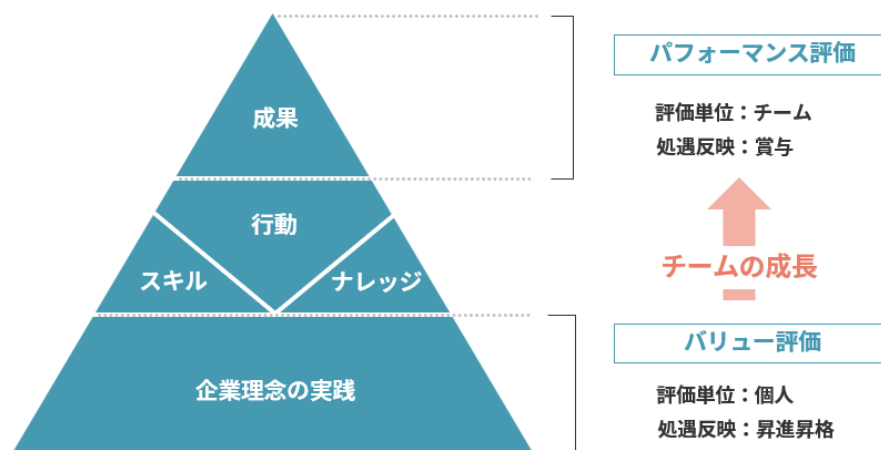 成果
行動
スキル
ナレッジ
企業理念の実践
パフォーマンス評価
評価単位：チーム
処遇反映：賞与
チームの成長
バリュー評価
評価単位：個人
処遇反映：昇進昇格